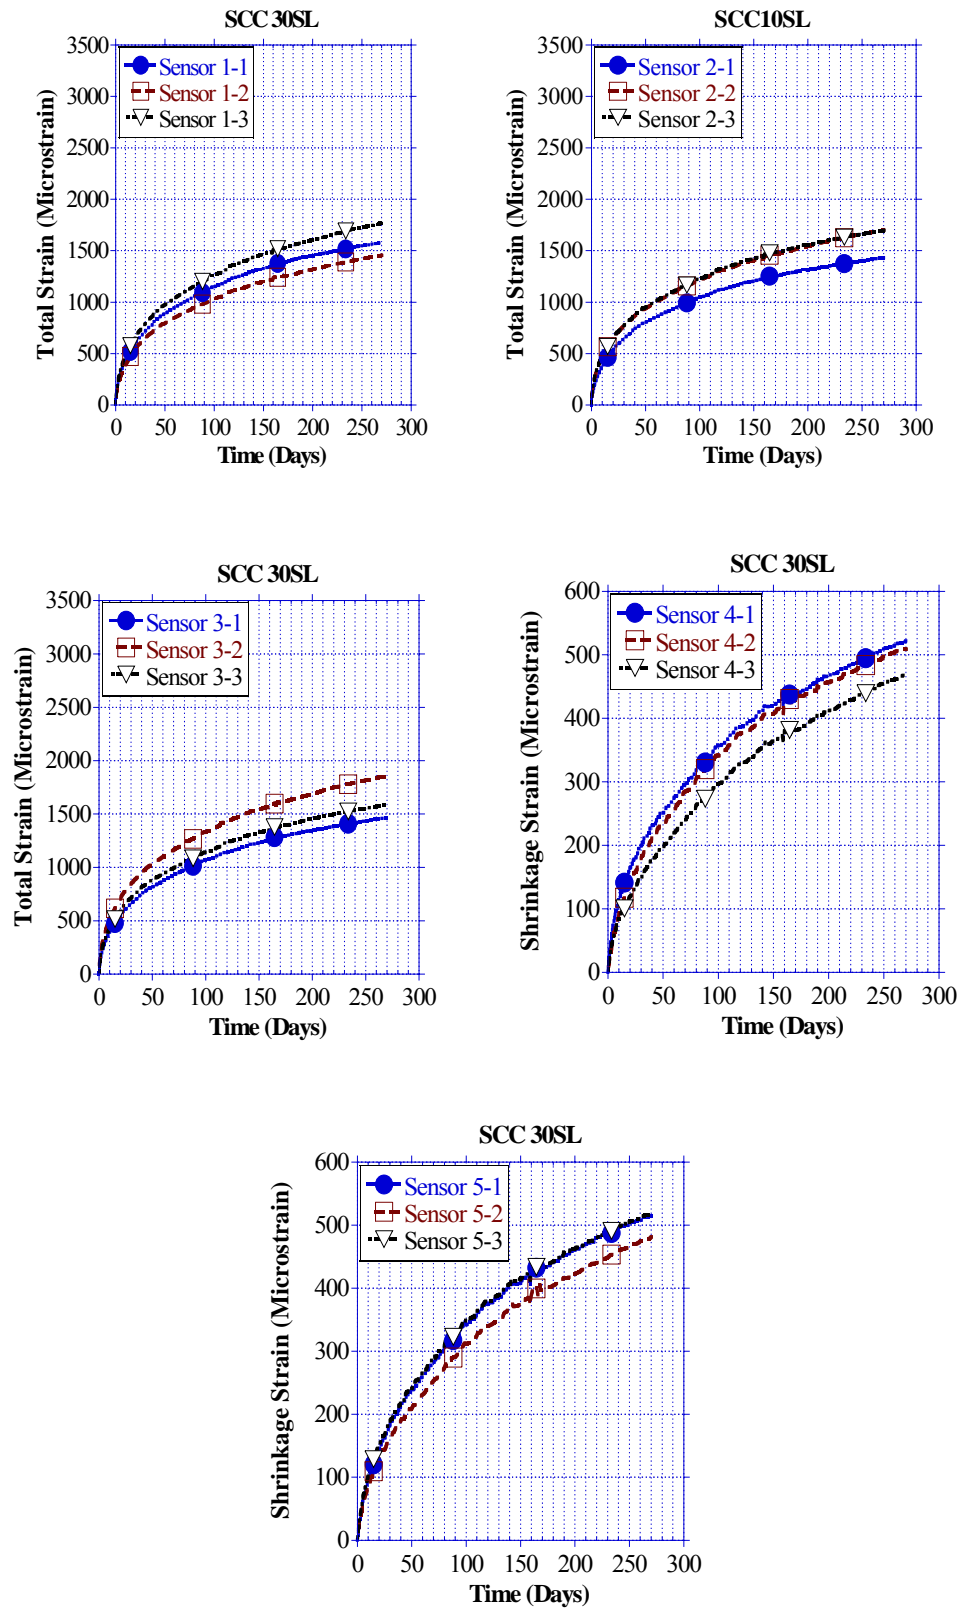 SCC 30SL
3500
3000
2500
2000
1500
1000
500
0
Total Strain (Microstrain)
Sensor 1-1
Sensor 1-2
Sensor 1-3
0 50 100 150 200 250 300
Time (Days)
SCC10SL
3500
3000
2500
2000
1500
1000
500
0
Total Strain (Microstrain)
Sensor 2-1
Sensor 2-2
Sensor 2-3
0 50 100 150 200 250 300
Time (Days)
SCC 30SL
3500
3000
2500
2000
1500
1000
500
0
Total Strain (Microstrain)
Sensor 3-1
Sensor 3-2
Sensor 3-3
0 50 100 150 200 250 300
Time (Days)
SCC 30SL
600
500
400
300
200
100
0
Shrinkage Strain (Microstrain)
Sensor 4-1
Sensor 4-2
Sensor 4-3
0 50 100 150 200 250 300
Time (Days)
SCC 30SL
600
500
400
300
200
100
0
Shrinkage Strain (Microstrain)
Sensor 5-1
Sensor 5-2
Sensor 5-3
0 50 100 150 200 250 300
Time (Days)